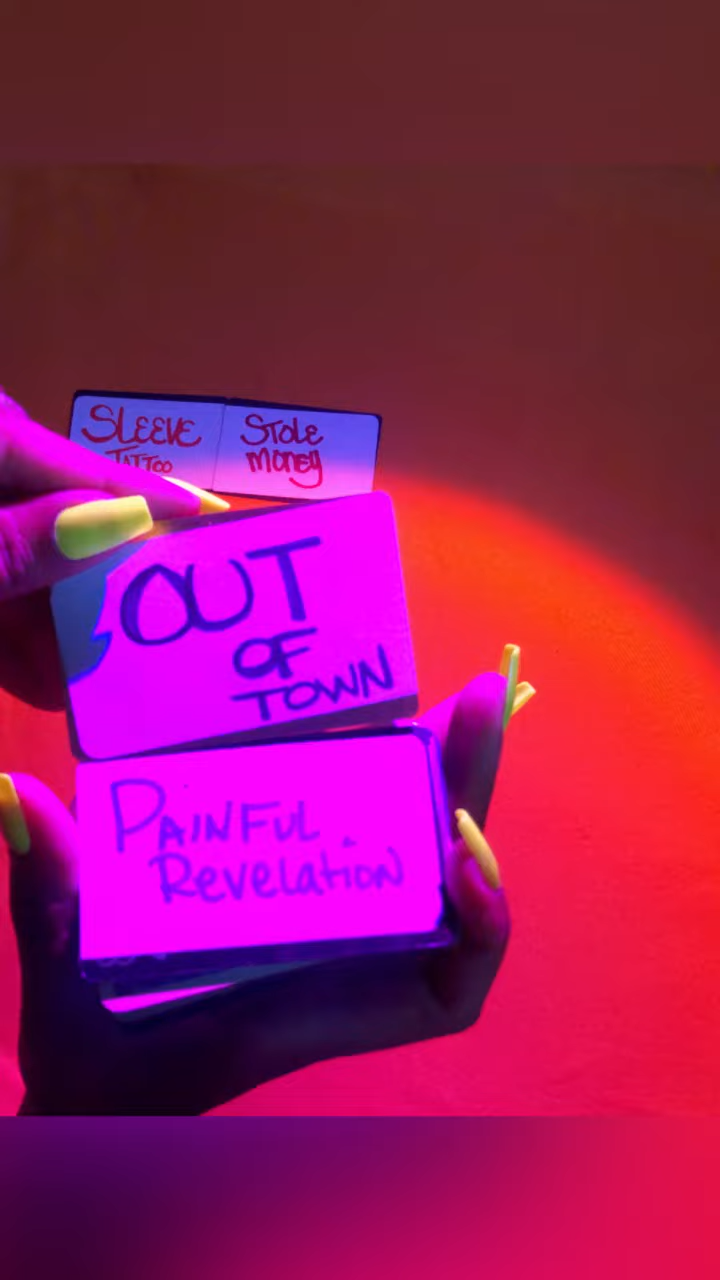 SLEEVE
TATTOO
STOLE
MONEY
OUT
OF
TOWN
PAINFUL
Revelation